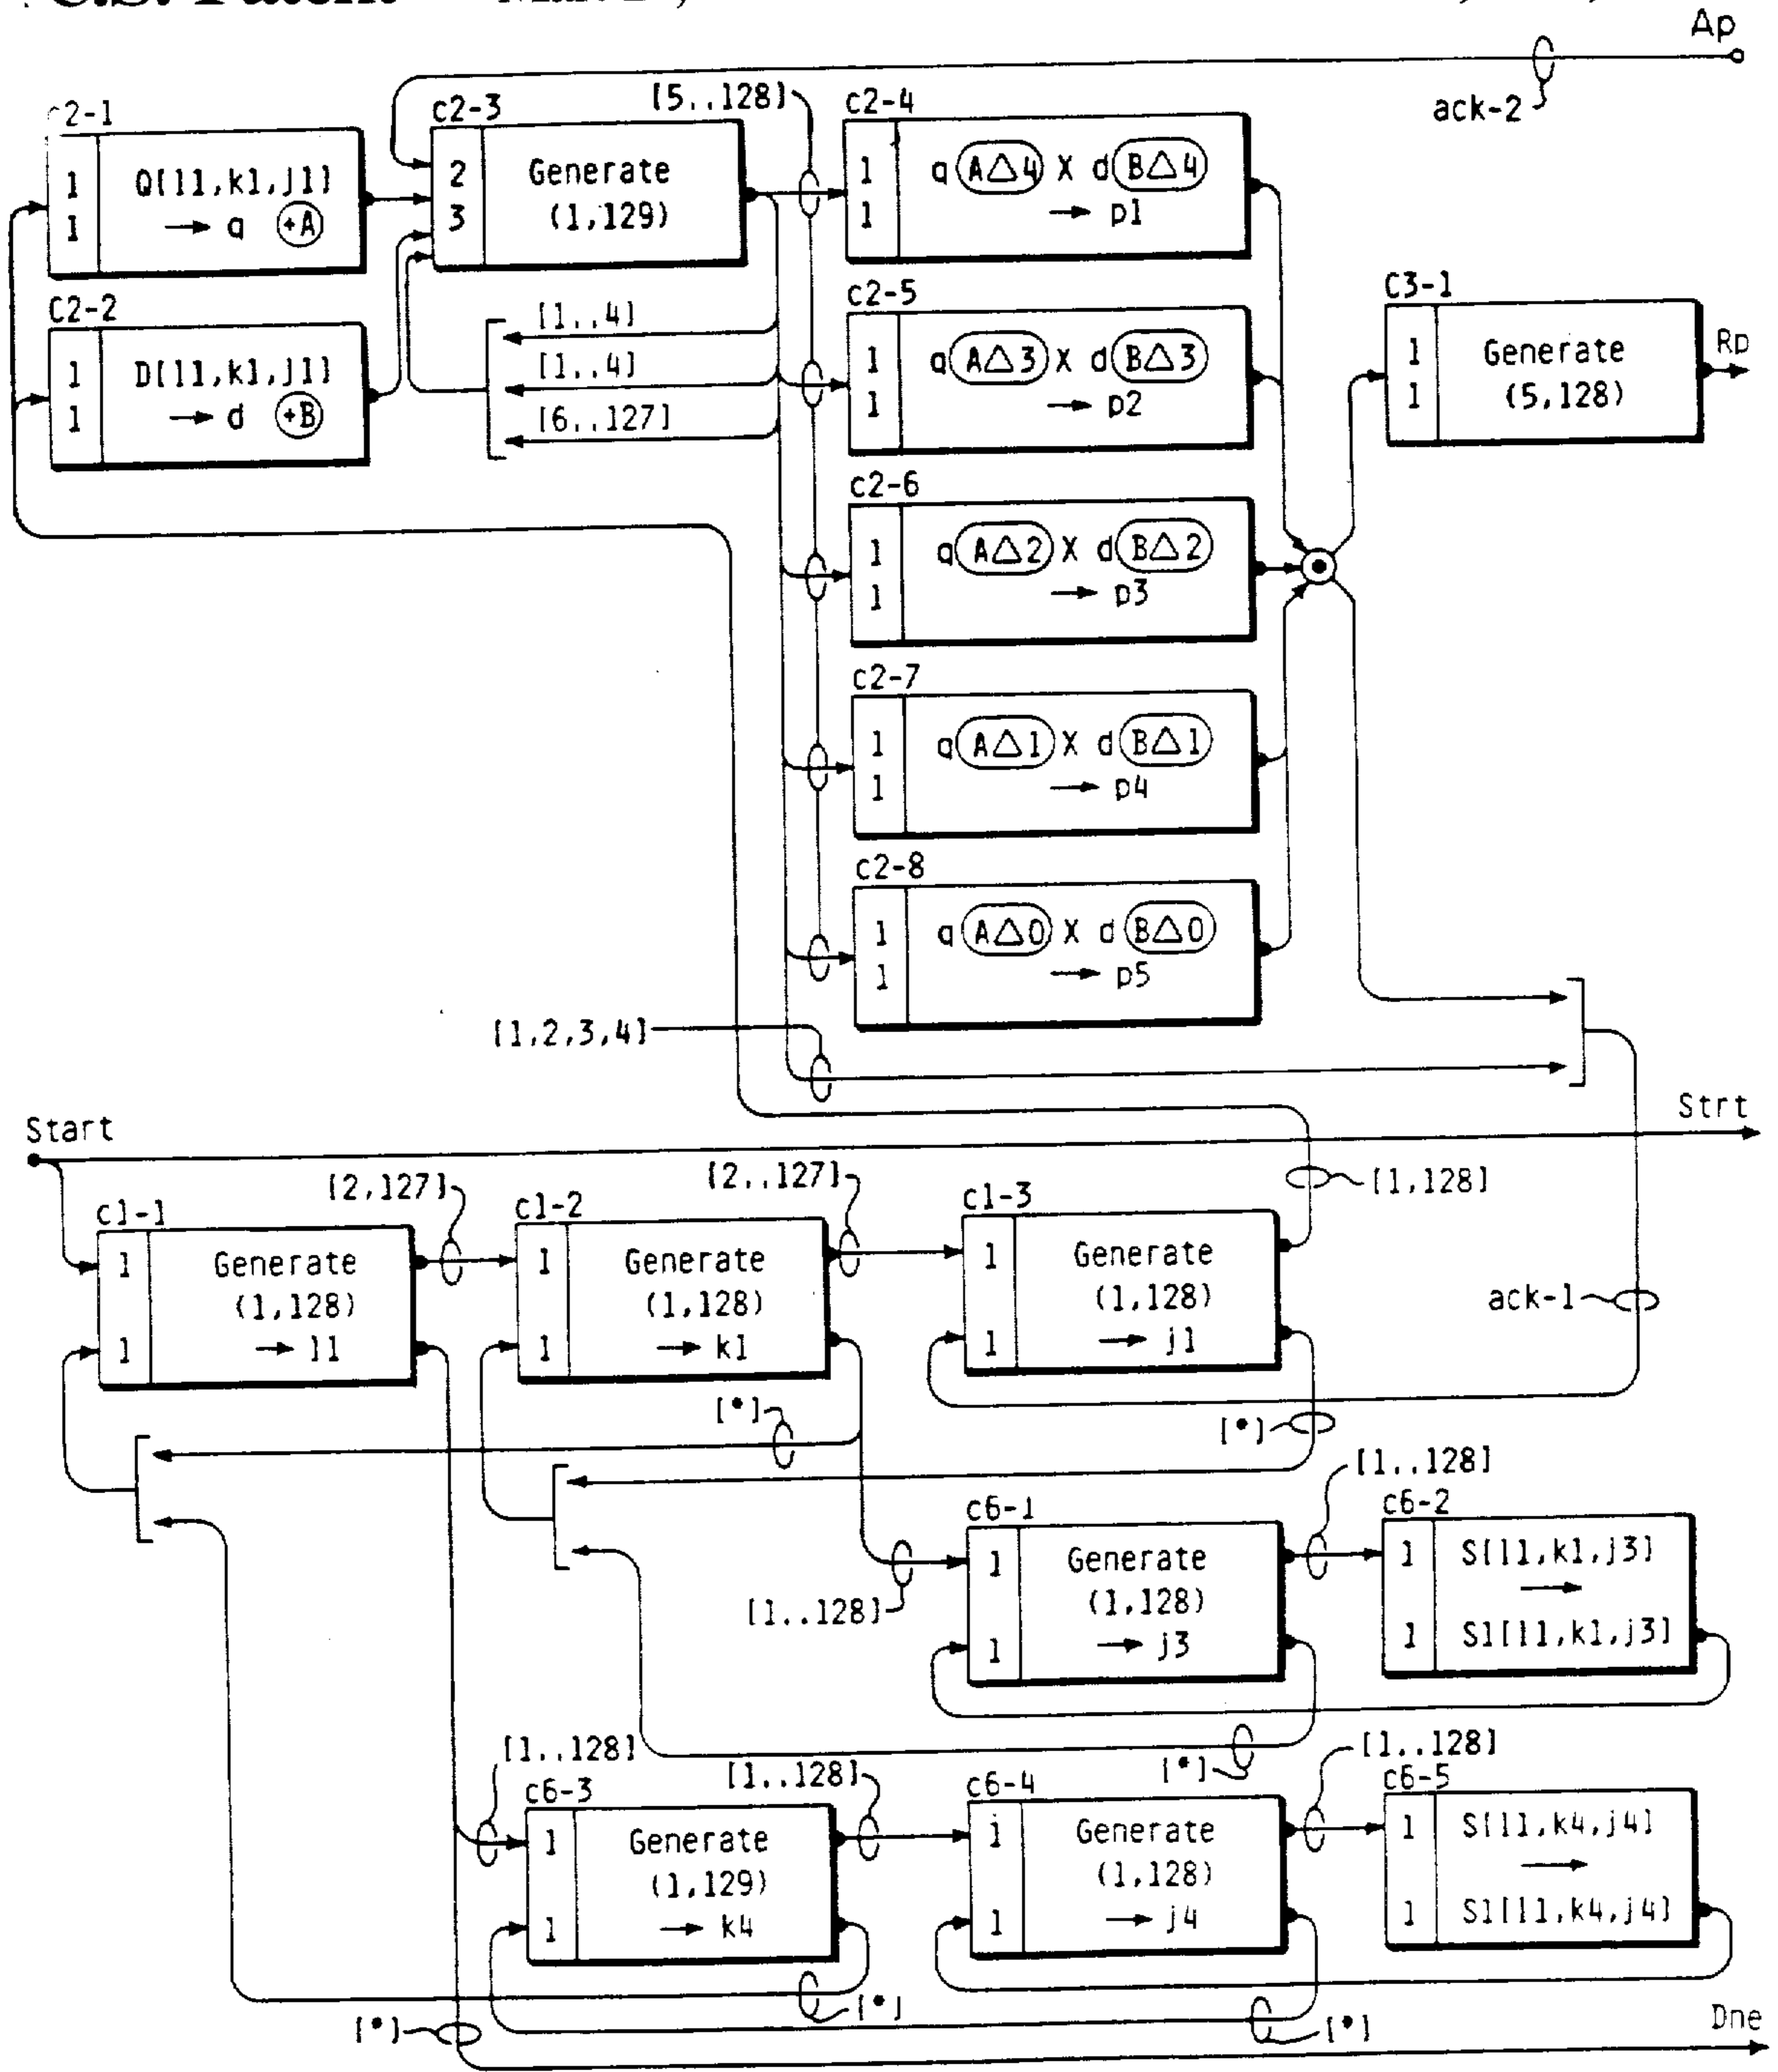 U.S. Patent
Ap
ack-2
[5..128]
c2-1
1
1
Q[l1,k1,j1]
→ q (+A)
c2-3
2
3
Generate
(1,129)
c2-4
1
1
q(A△4) X d(B△4)
→ p1
C2-2
1
1
D[l1,k1,j1]
→ d (+B)
[1..4]
[1..4]
[6..127]
c2-5
1
1
q(A△3) X d(B△3)
→ p2
C3-1
1
1
Generate
(5,128)
Rp
c2-6
1
1
q(A△2) X d(B△2)
→ p3
c2-7
1
1
q(A△1) X d(B△1)
→ p4
c2-8
1
1
q(A△0) X d(B△0)
→ p5
[1,2,3,4]
Start
Strt
[2,127]
[2..127]
[1,128]
c1-1
1
1
Generate
(1,128)
→ l1
c1-2
1
1
Generate
(1,128)
→ k1
c1-3
1
1
Generate
(1,128)
→ j1
ack-1
[*]
[*]
[1..128]
[1..128]
c6-1
1
1
Generate
(1,128)
→ j3
c6-2
1
1
S[l1,k1,j3]
→
S1[l1,k1,j3]
[*]
[1..128]
[1..128]
[1..128]
c6-3
1
1
Generate
(1,129)
→ k4
c6-4
1
1
Generate
(1,128)
→ j4
c6-5
1
1
S[l1,k4,j4]
→
S1[l1,k4,j4]
[*]
[*]
[*]
Dne